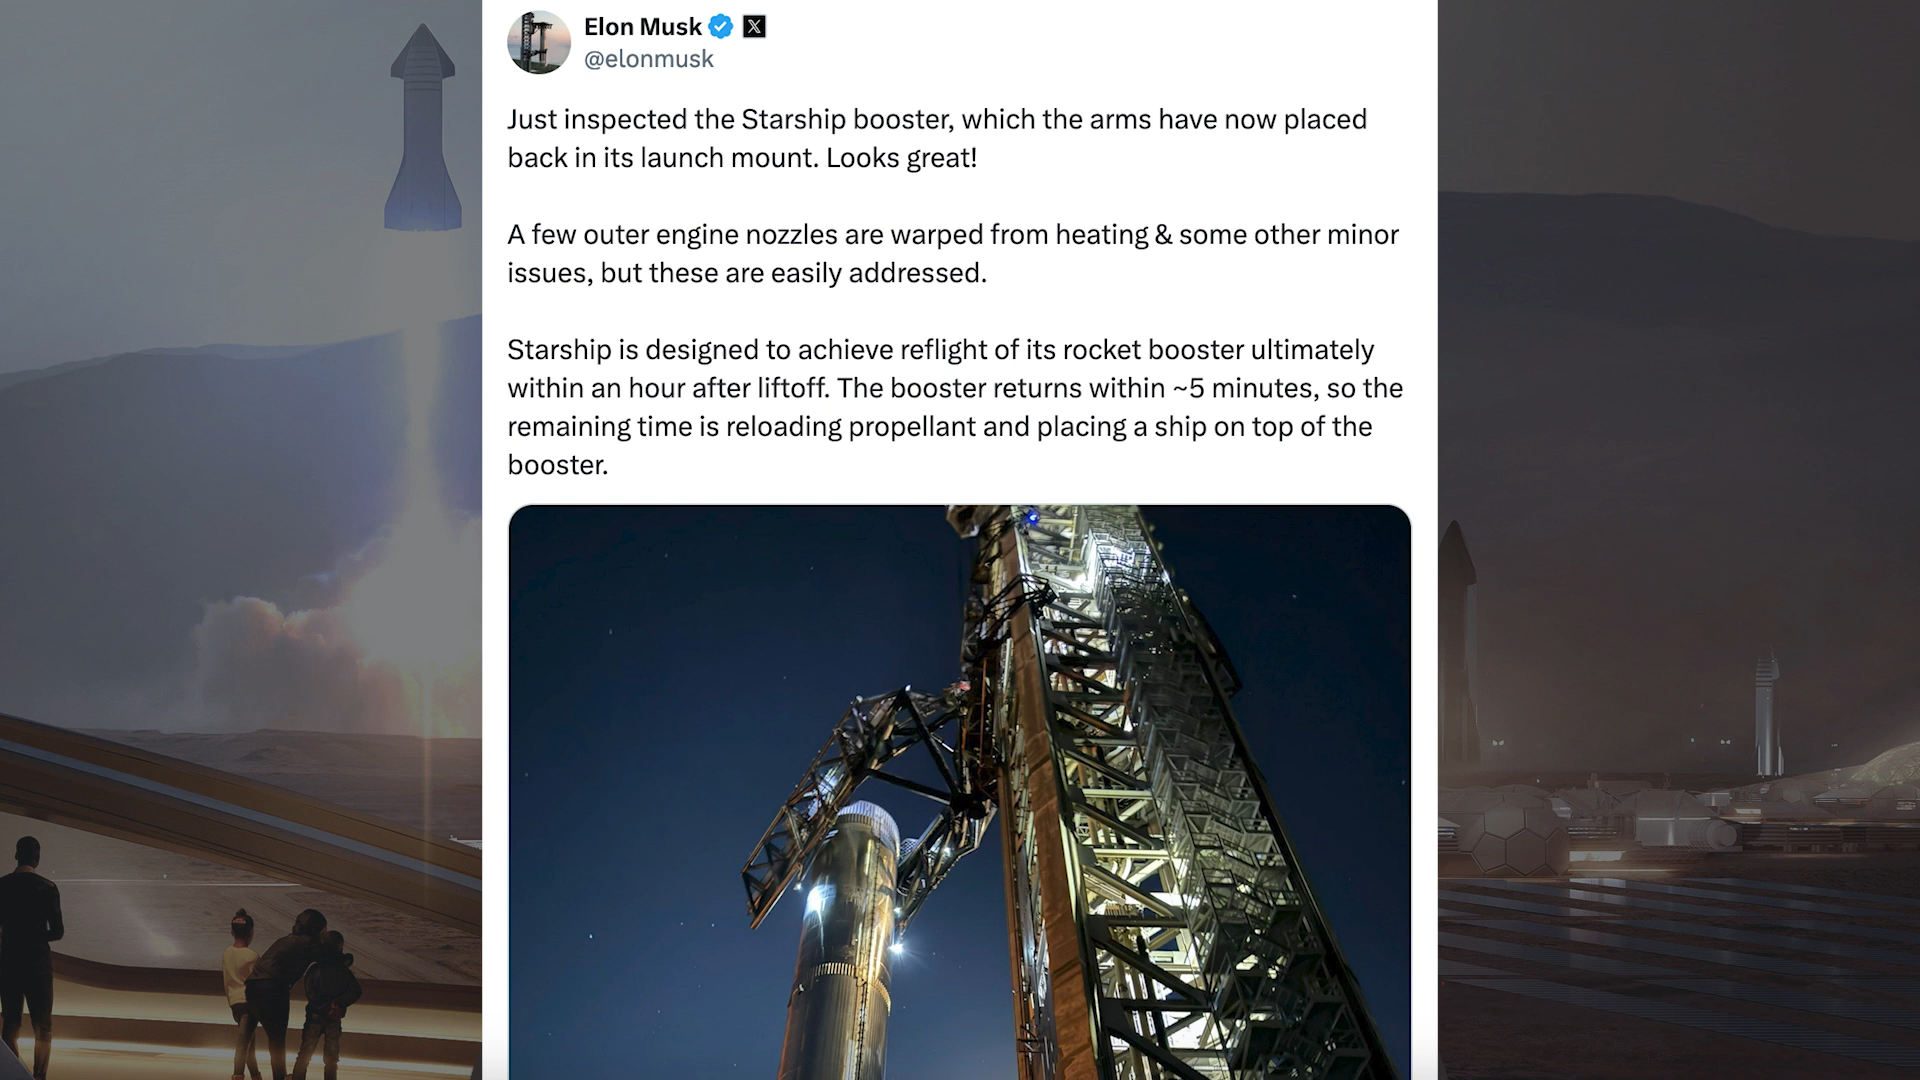 Elon Musk
@elonmusk
Just inspected the Starship booster, which the arms have now placed
back in its launch mount. Looks great!
A few outer engine nozzles are warped from heating & some other minor
issues, but these are easily addressed.
Starship is designed to achieve reflight of its rocket booster ultimately
within an hour after liftoff. The booster returns within ~5 minutes, so the
remaining time is reloading propellant and placing a ship on top of the
booster.